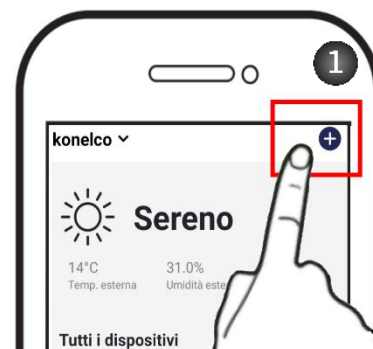 1
konelco
Sereno
14°C 31.0%
Temp. esterna Umidità este
Tutti i dispositivi